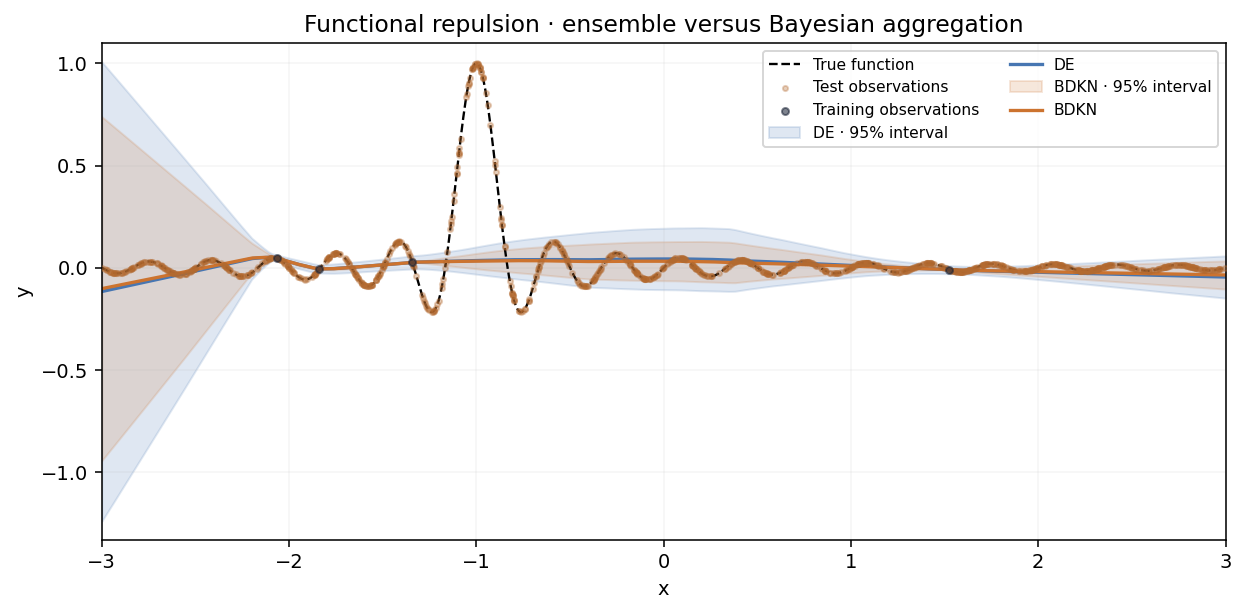 Functional repulsion · ensemble versus Bayesian aggregation
True function
Test observations
Training observations
DE · 95% interval
DE
BDKN · 95% interval
BDKN
1.0
0.5
0.0
−0.5
−1.0
y
−3
−2
−1
0
1
2
3
x